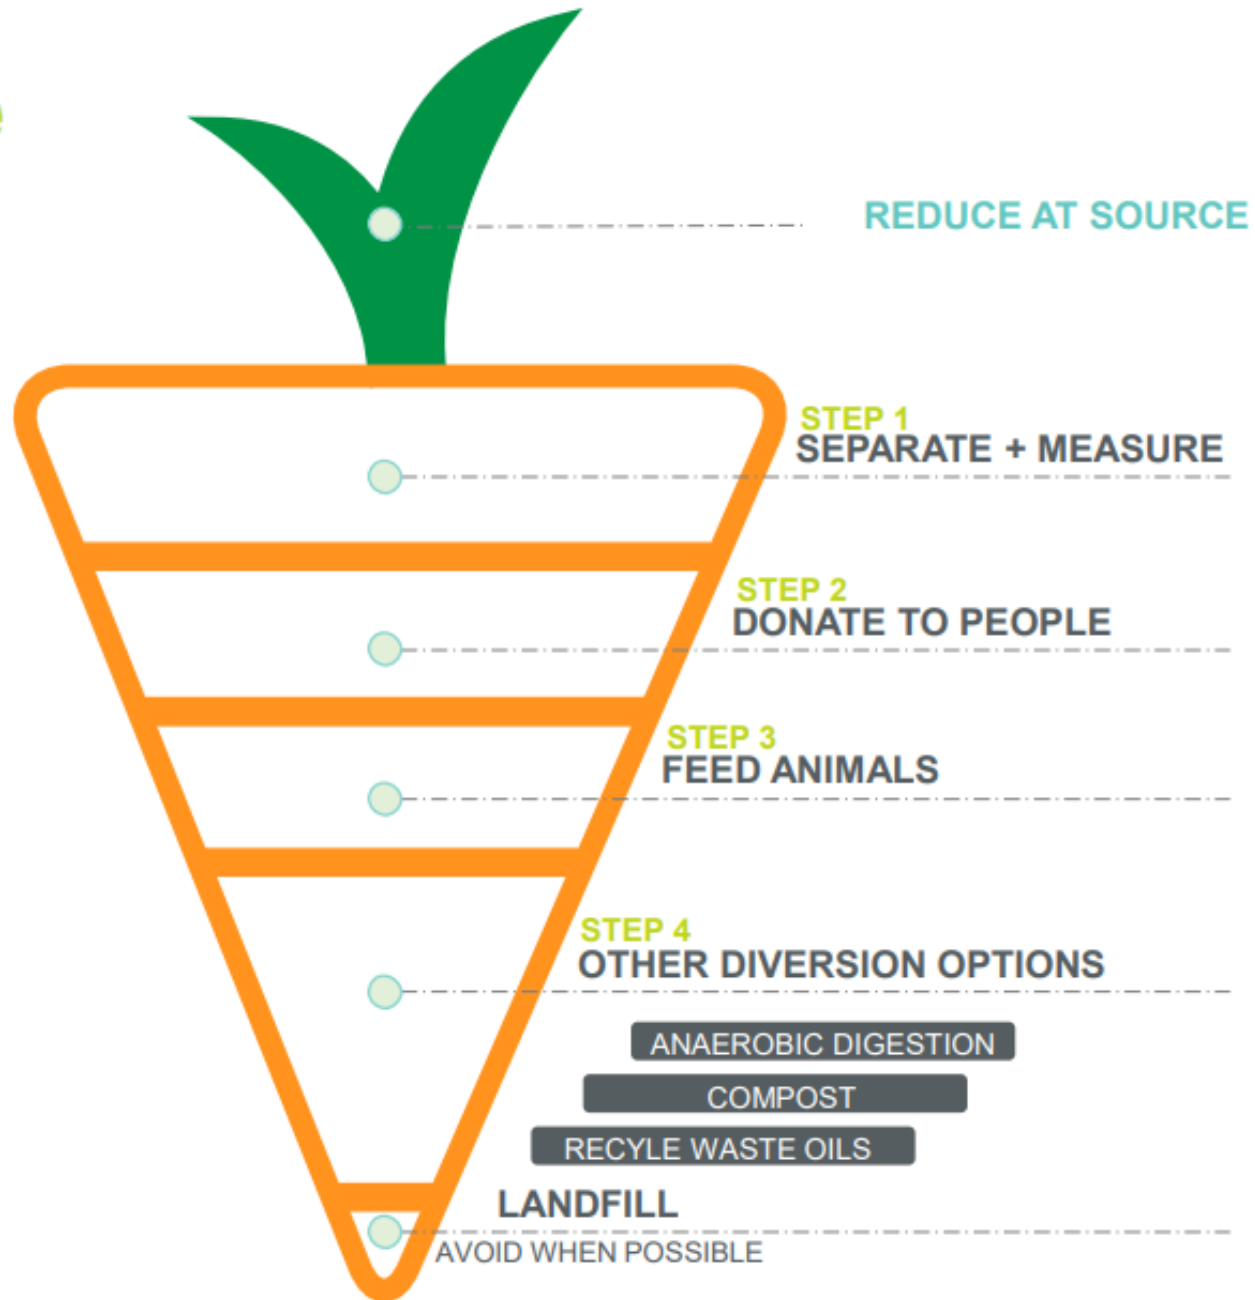 REDUCE AT SOURCE
STEP 1
SEPARATE + MEASURE
STEP 2
DONATE TO PEOPLE
STEP 3
FEED ANIMALS
STEP 4
OTHER DIVERSION OPTIONS
ANAEROBIC DIGESTION
COMPOST
RECYLE WASTE OILS
LANDFILL
AVOID WHEN POSSIBLE